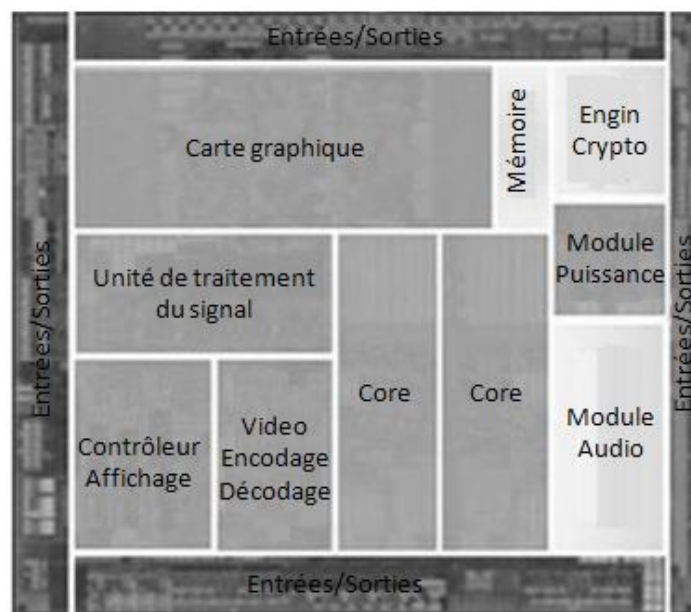 Entrées/Sorties
Carte graphique
Mémoire
Engin
Crypto
Module
Puissance
Entrées/Sorties
Unité de traitement
du signal
Core
Core
Entrées/Sorties
Contrôleur
Affichage
Video
Encodage
Décodage
Module
Audio
Entrées/Sorties